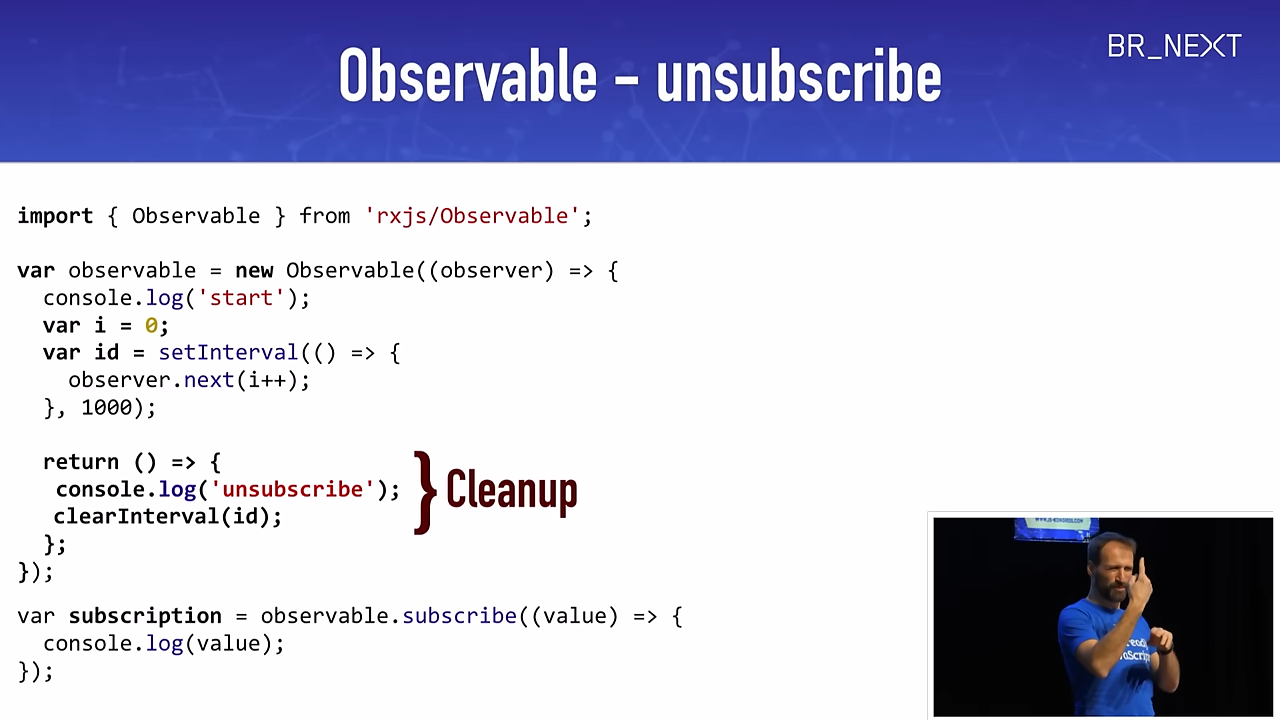 BR_NEXT
Observable - unsubscribe
import { Observable } from 'rxjs/Observable';
var observable = new Observable((observer) => {
console.log('start');
var i = 0;
var id = setInterval(() => {
observer.next(i++);
}, 1000);
return () => {
console.log('unsubscribe');
clearInterval(id);
};
});
} Cleanup
var subscription = observable.subscribe((value) => {
console.log(value);
});